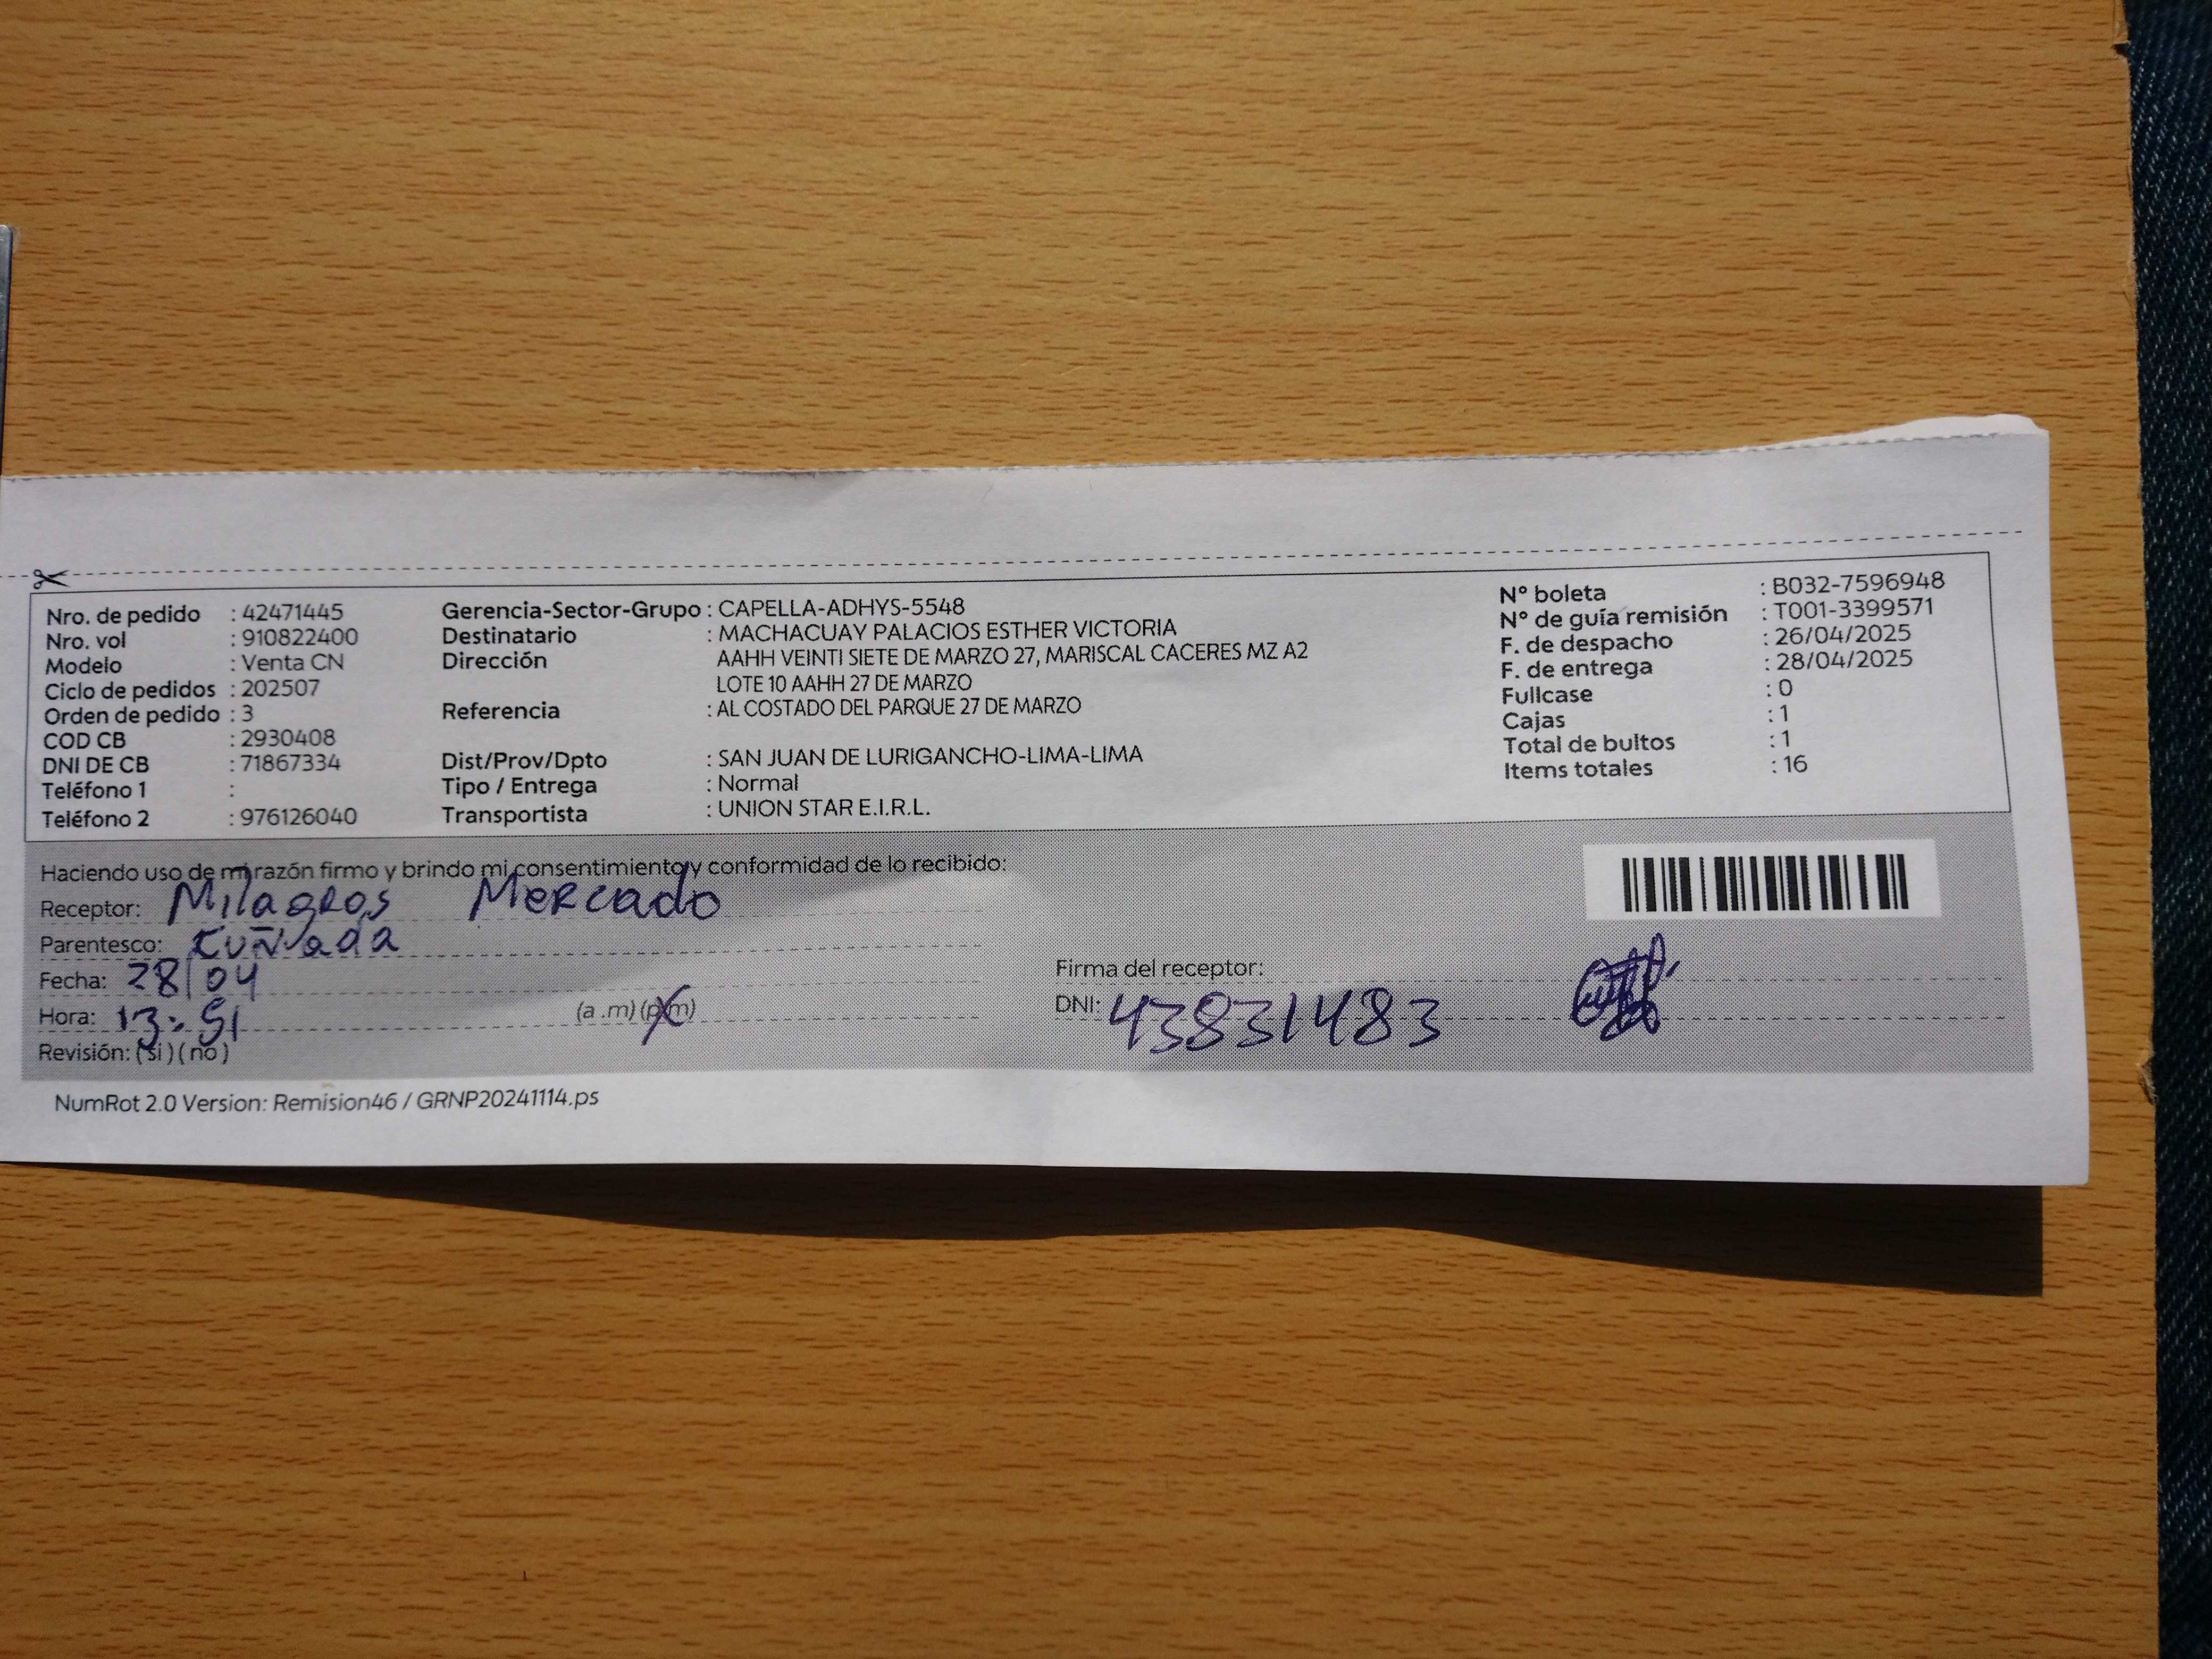 Nro. de pedido : 42471445
Nro. vol : 910822400
Modelo : Venta CN
Ciclo de pedidos : 202507
Orden de pedido : 3
COD CB : 2930408
DNI DE CB : 71867334
Teléfono 1 :
Teléfono 2 : 976126040
Gerencia-Sector-Grupo : CAPELLA-ADHYS-5548
Destinatario : MACHACUAY PALACIOS ESTHER VICTORIA
Dirección AAHH VEINTI SIETE DE MARZO 27, MARISCAL CACERES MZ A2
LOTE 10 AAHH 27 DE MARZO
Referencia : AL COSTADO DEL PARQUE 27 DE MARZO
Dist/Prov/Dpto : SAN JUAN DE LURIGANCHO-LIMA-LIMA
Tipo / Entrega : Normal
Transportista : UNION STAR E.I.R.L.
N° boleta : B032-7596948
N° de guía remisión : T001-3399571
F. de despacho : 26/04/2025
F. de entrega : 28/04/2025
Fullcase : 0
Cajas : 1
Total de bultos : 1
Items totales : 16
Haciendo uso de mi razón firmo y brindo mi consentimiento y conformidad de lo recibido:
Receptor: Milagros Mercado
Parentesco: Cuñada
Fecha: 28/04
Hora: 13:51 (a .m) (p.m)
Revisión: (si ) ( no )
Firma del receptor:
DNI: 43831483
NumRot 2.0 Version: Remision46 / GRNP20241114.ps